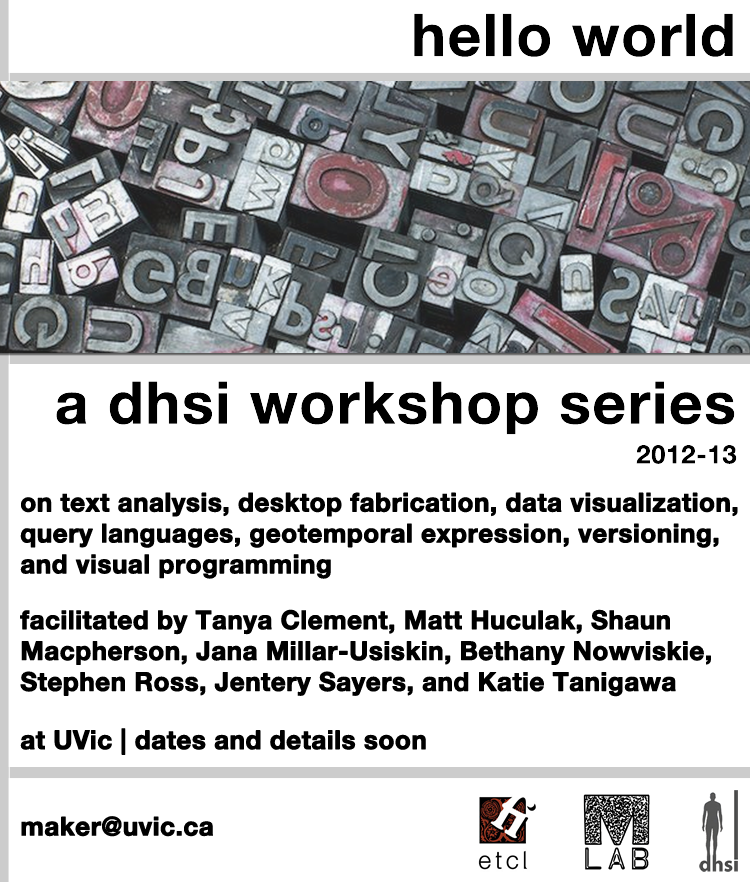 hello world
a dhsi workshop series
2012-13
on text analysis, desktop fabrication, data visualization,
query languages, geotemporal expression, versioning,
and visual programming
facilitated by Tanya Clement, Matt Huculak, Shaun
Macpherson, Jana Millar-Usiskin, Bethany Nowviskie,
Stephen Ross, Jentery Sayers, and Katie Tanigawa
at UVic | dates and details soon
maker@uvic.ca
etcl
M
LAB
dhsi